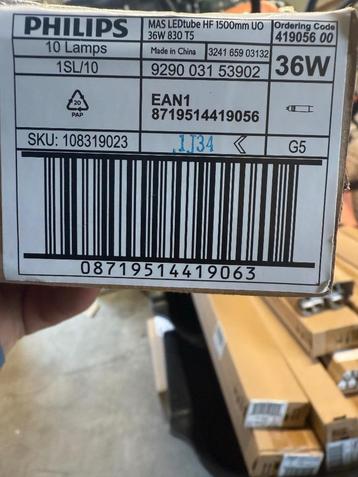 PHILIPS
MAS LEDtube HF 1500mm UO
36W 830 T5
Ordering Code
419056 00
10 Lamps
Made in China
3241 659 03132
36W
1SL/10
9290 031 53902
20
PAP
EAN1
8719514419056
SKU: 108319023
1J34
G5
08719514419063